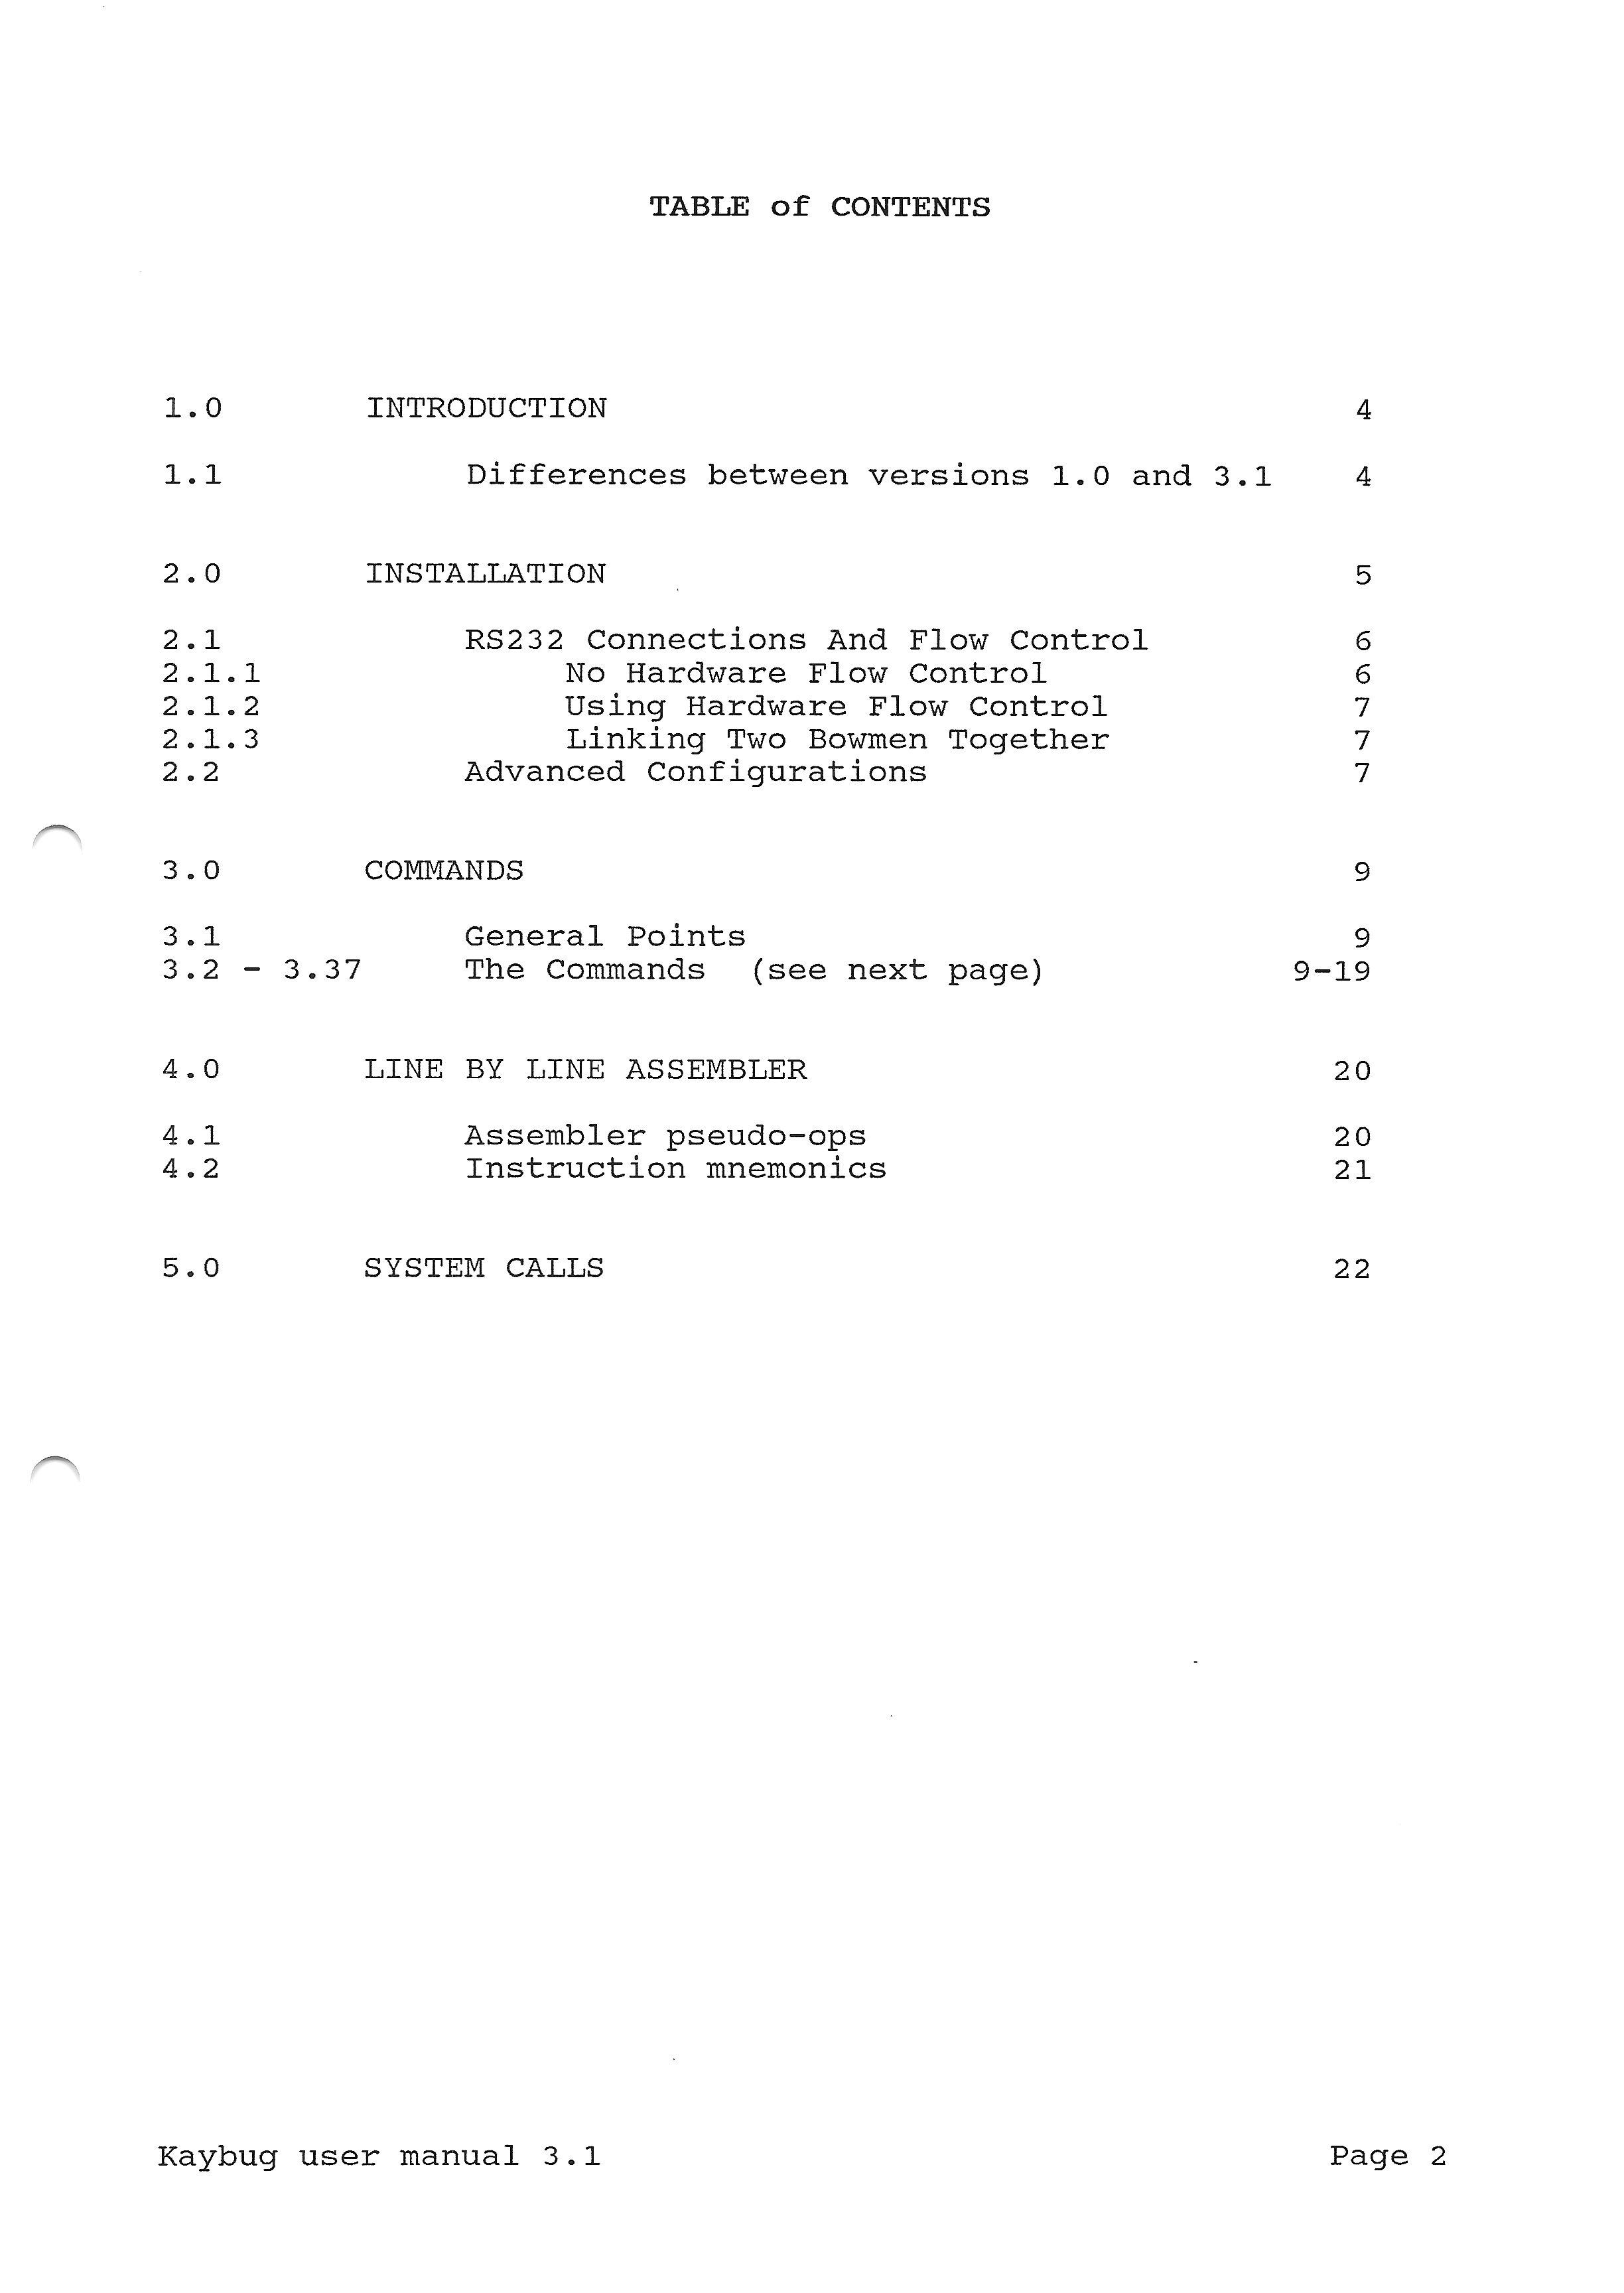 TABLE of CONTENTS
1.0 INTRODUCTION 4
1.1 Differences between versions 1.0 and 3.1 4
2.0 INSTALLATION 5
2.1 RS232 Connections And Flow Control 6
2.1.1 No Hardware Flow Control 6
2.1.2 Using Hardware Flow Control 7
2.1.3 Linking Two Bowmen Together 7
2.2 Advanced Configurations 7
3.0 COMMANDS 9
3.1 General Points 9
3.2 - 3.37 The Commands (see next page) 9-19
4.0 LINE BY LINE ASSEMBLER 20
4.1 Assembler pseudo-ops 20
4.2 Instruction mnemonics 21
5.0 SYSTEM CALLS 22
Kaybug user manual 3.1 Page 2